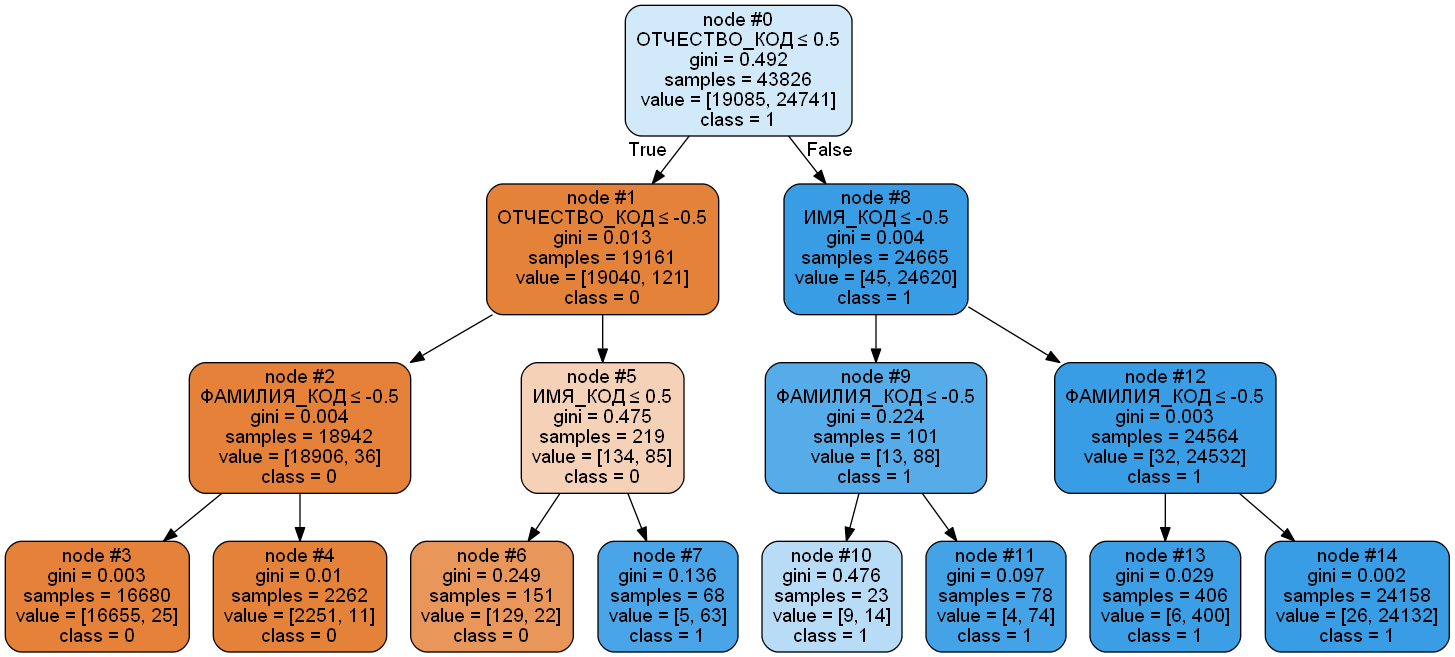 node #0
ОТЧЕСТВО_КОД ≤ 0.5
gini = 0.492
samples = 43826
value = [19085, 24741]
class = 1
True
False
node #1
ОТЧЕСТВО_КОД ≤ -0.5
gini = 0.013
samples = 19161
value = [19040, 121]
class = 0
node #8
ИМЯ_КОД ≤ -0.5
gini = 0.004
samples = 24665
value = [45, 24620]
class = 1
node #2
ФАМИЛИЯ_КОД ≤ -0.5
gini = 0.004
samples = 18942
value = [18906, 36]
class = 0
node #5
ИМЯ_КОД ≤ 0.5
gini = 0.475
samples = 219
value = [134, 85]
class = 0
node #9
ФАМИЛИЯ_КОД ≤ -0.5
gini = 0.224
samples = 101
value = [13, 88]
class = 1
node #12
ФАМИЛИЯ_КОД ≤ -0.5
gini = 0.003
samples = 24564
value = [32, 24532]
class = 1
node #3
gini = 0.003
samples = 16680
value = [16655, 25]
class = 0
node #4
gini = 0.01
samples = 2262
value = [2251, 11]
class = 0
node #6
gini = 0.249
samples = 151
value = [129, 22]
class = 0
node #7
gini = 0.136
samples = 68
value = [5, 63]
class = 1
node #10
gini = 0.476
samples = 23
value = [9, 14]
class = 1
node #11
gini = 0.097
samples = 78
value = [4, 74]
class = 1
node #13
gini = 0.029
samples = 406
value = [6, 400]
class = 1
node #14
gini = 0.002
samples = 24158
value = [26, 24132]
class = 1